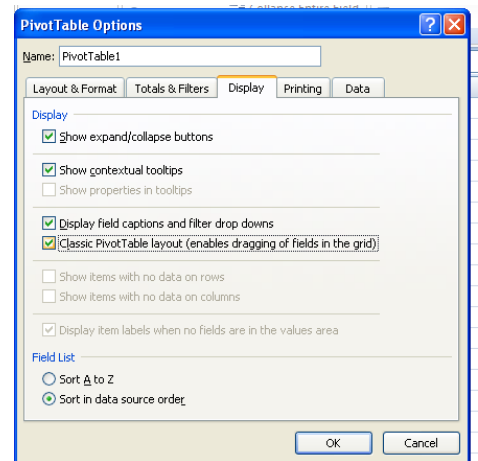 Collapse Entire Field
PivotTable Options
Name: PivotTable1
Layout & Format Totals & Filters Display Printing Data
Display
Show expand/collapse buttons
Show contextual tooltips
Show properties in tooltips
Display field captions and filter drop downs
Classic PivotTable layout (enables dragging of fields in the grid)
Show items with no data on rows
Show items with no data on columns
Display item labels when no fields are in the values area
Field List
Sort A to Z
Sort in data source order
OK Cancel